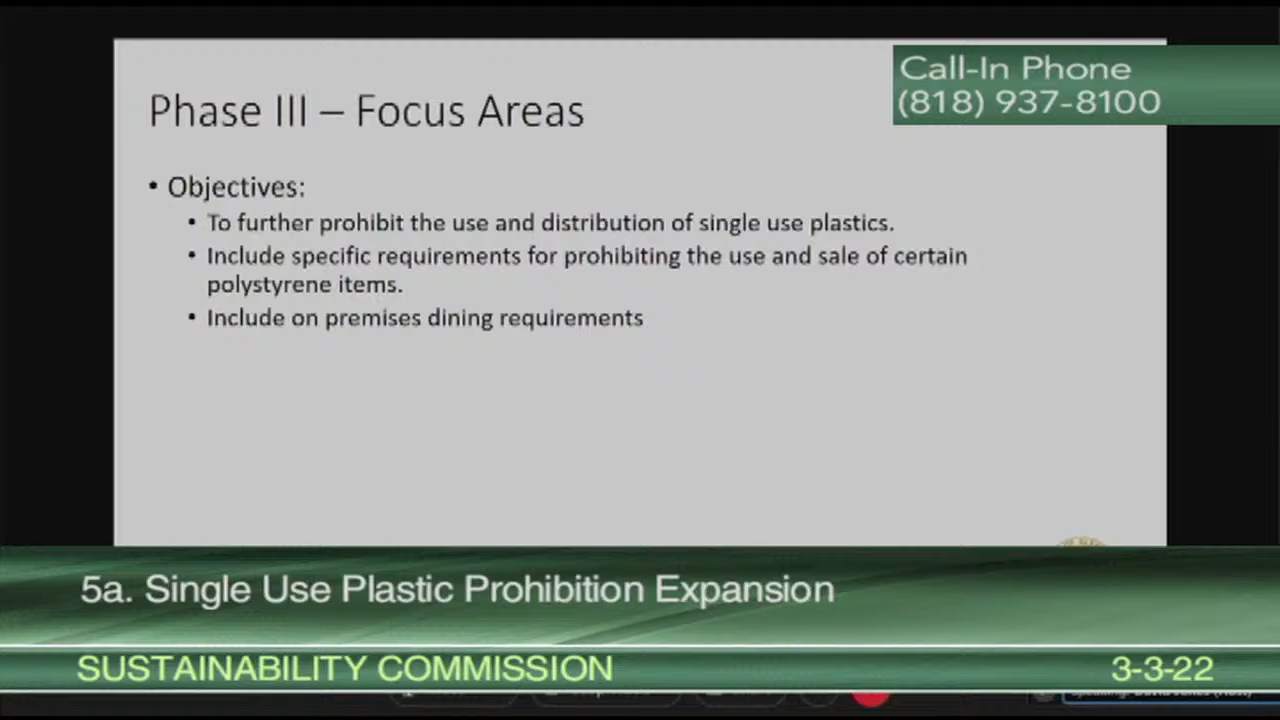 Call-In Phone
(818) 937-8100
Phase III – Focus Areas
• Objectives:
• To further prohibit the use and distribution of single use plastics.
• Include specific requirements for prohibiting the use and sale of certain
polystyrene items.
• Include on premises dining requirements
5a. Single Use Plastic Prohibition Expansion
SUSTAINABILITY COMMISSION
3-3-22